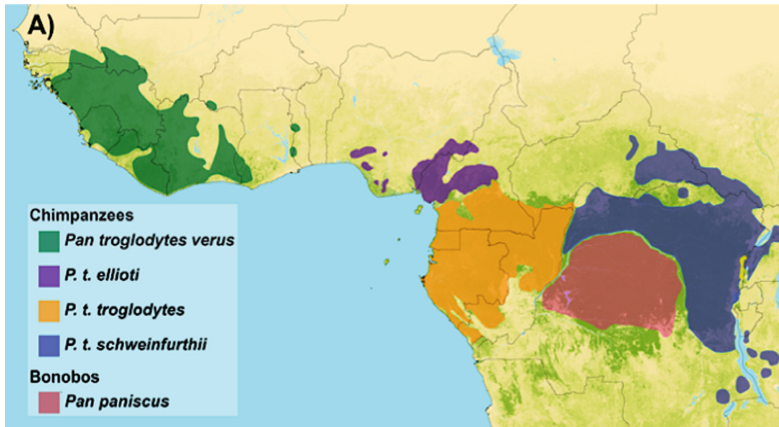 A)
Chimpanzees
Pan troglodytes verus
P. t. ellioti
P. t. troglodytes
P. t. schweinfurthii
Bonobos
Pan paniscus